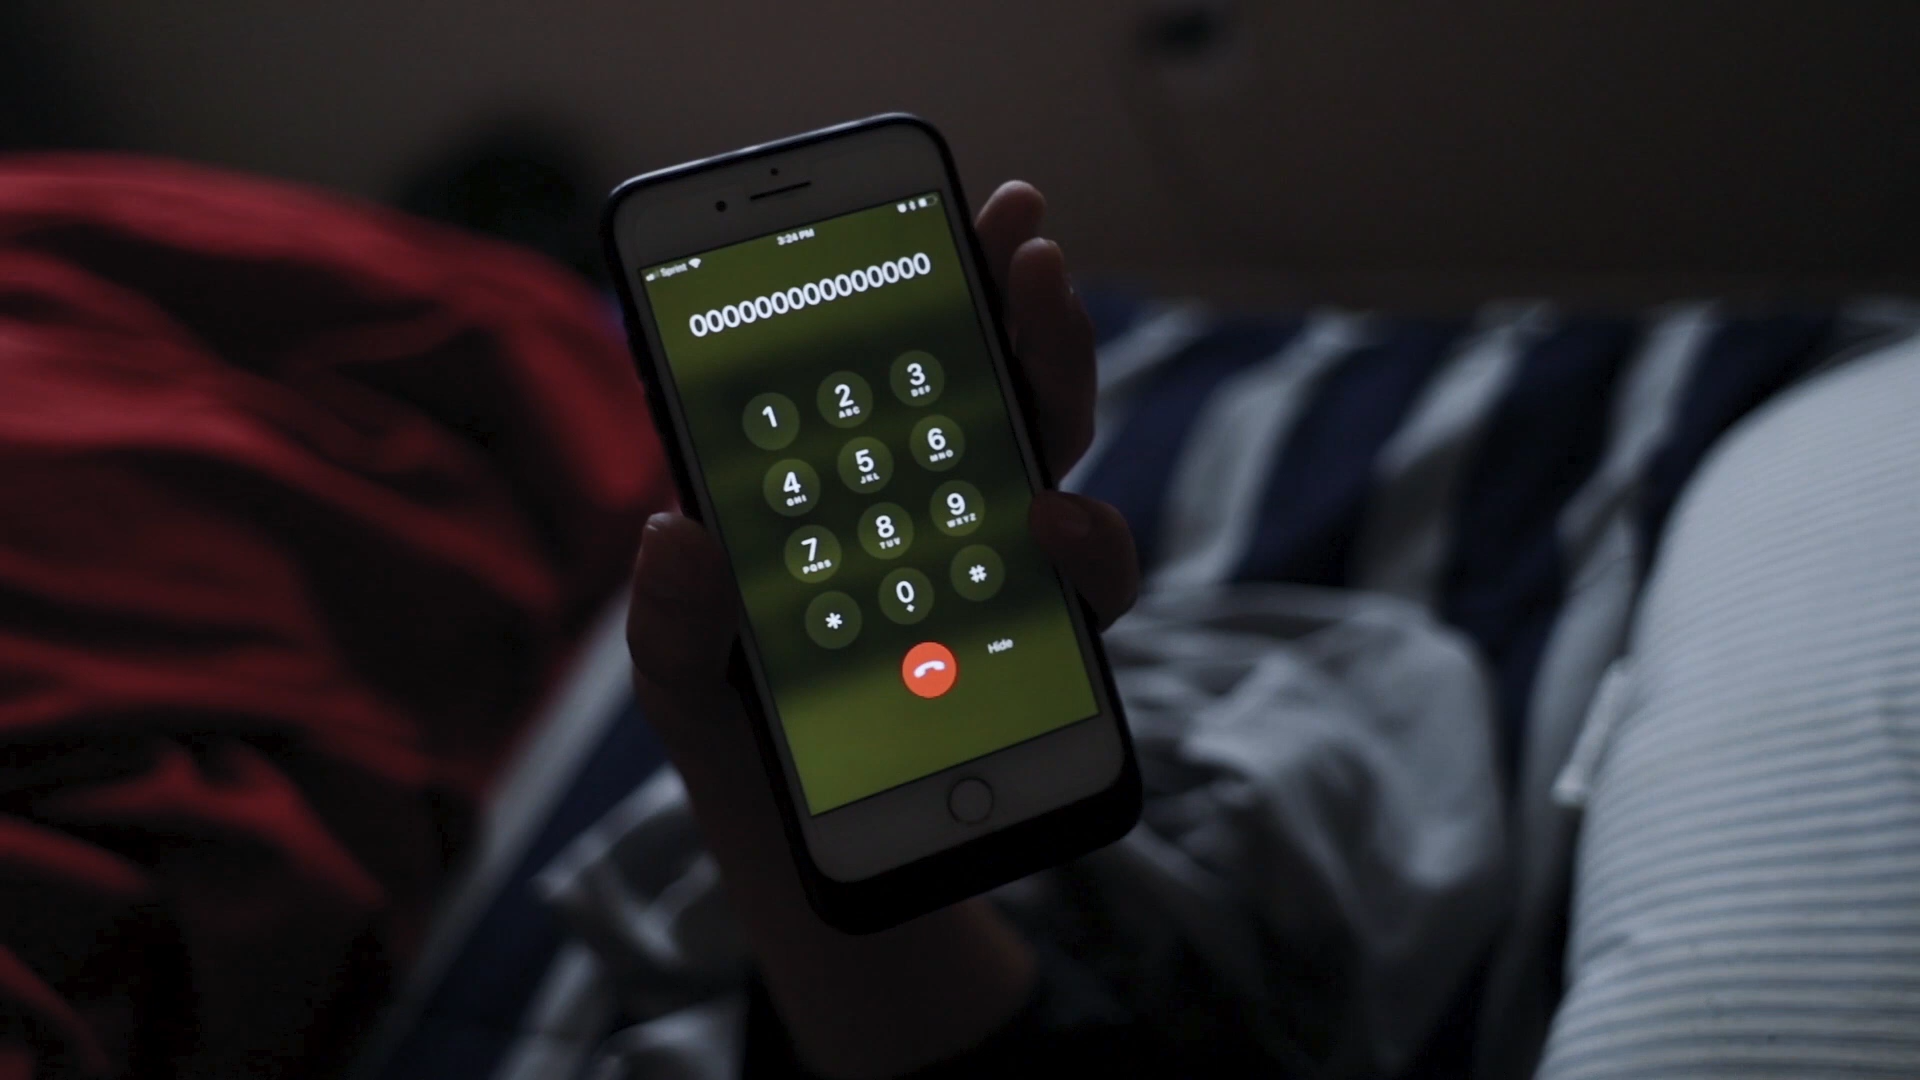 Sprint 3:24 PM
000000000000000
1 2 3
ABC DEF
4 5 6
GHI JKL MNO
7 8 9
PQRS TUV WXYZ
* 0 #
+
Hide